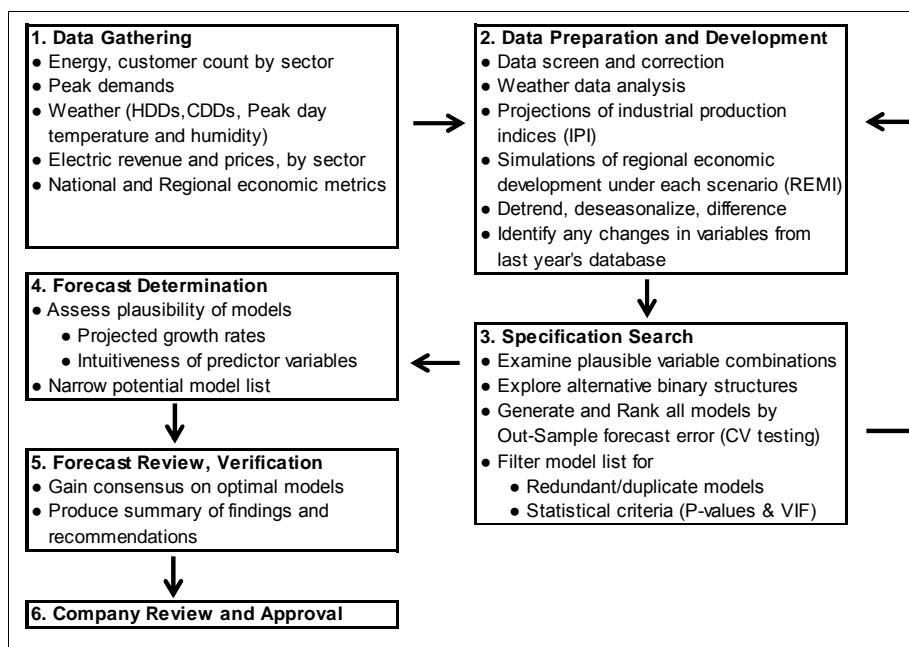 1. Data Gathering
● Energy, customer count by sector
● Peak demands
● Weather (HDDs,CDDs, Peak day
temperature and humidity)
● Electric revenue and prices, by sector
● National and Regional economic metrics
2. Data Preparation and Development
● Data screen and correction
● Weather data analysis
● Projections of industrial production
indices (IPI)
● Simulations of regional economic
development under each scenario (REMI)
● Detrend, deseasonalize, difference
● Identify any changes in variables from
last year's database
3. Specification Search
● Examine plausible variable combinations
● Explore alternative binary structures
● Generate and Rank all models by
Out-Sample forecast error (CV testing)
● Filter model list for
● Redundant/duplicate models
● Statistical criteria (P-values & VIF)
4. Forecast Determination
● Assess plausibility of models
● Projected growth rates
● Intuitiveness of predictor variables
● Narrow potential model list
5. Forecast Review, Verification
● Gain consensus on optimal models
● Produce summary of findings and
recommendations
6. Company Review and Approval